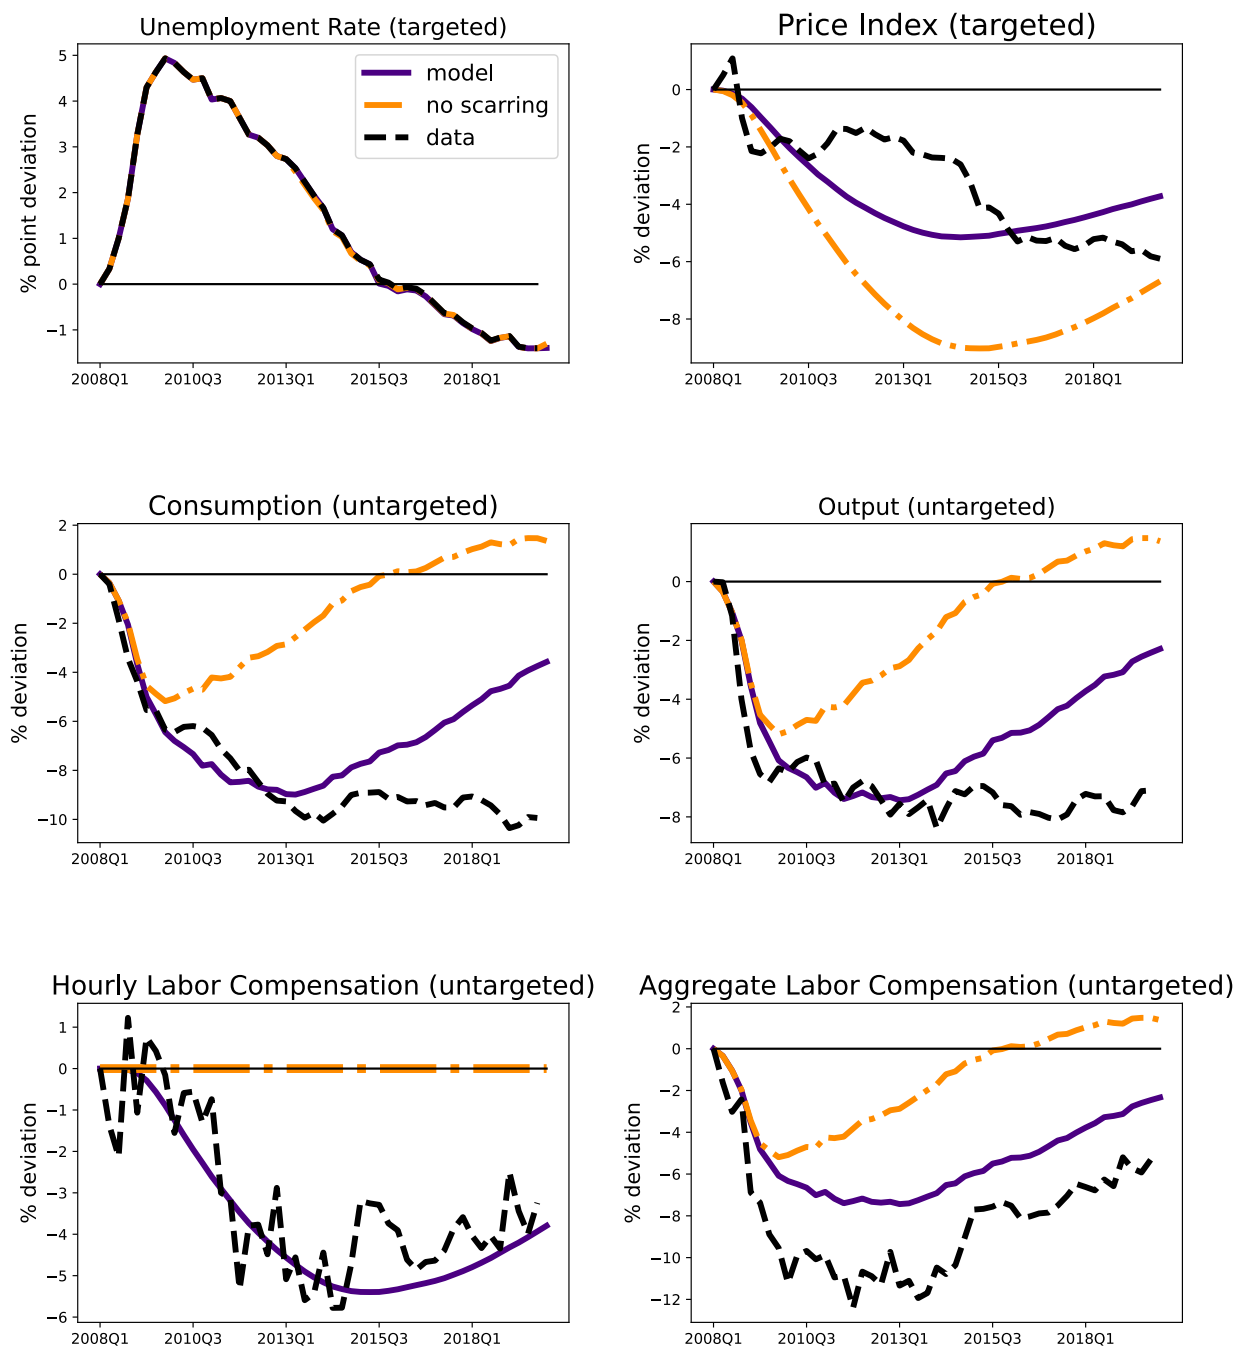 Unemployment Rate (targeted)
% point deviation
5
4
3
2
1
0
−1
model
no scarring
data
2008Q1 2010Q3 2013Q1 2015Q3 2018Q1
Price Index (targeted)
% deviation
0
−2
−4
−6
−8
2008Q1 2010Q3 2013Q1 2015Q3 2018Q1
Consumption (untargeted)
% deviation
2
0
−2
−4
−6
−8
−10
2008Q1 2010Q3 2013Q1 2015Q3 2018Q1
Output (untargeted)
% deviation
0
−2
−4
−6
−8
2008Q1 2010Q3 2013Q1 2015Q3 2018Q1
Hourly Labor Compensation (untargeted)
% deviation
1
0
−1
−2
−3
−4
−5
−6
2008Q1 2010Q3 2013Q1 2015Q3 2018Q1
Aggregate Labor Compensation (untargeted)
% deviation
2
0
−2
−4
−6
−8
−10
−12
2008Q1 2010Q3 2013Q1 2015Q3 2018Q1